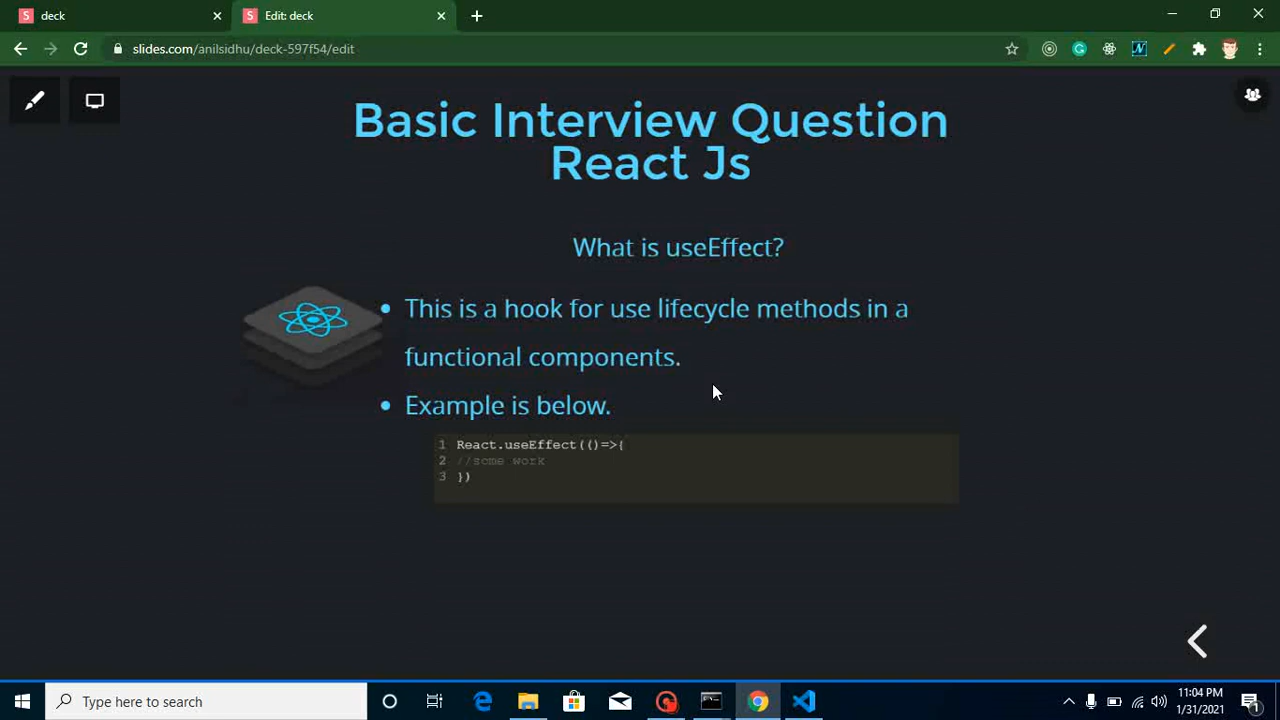 deck
Edit: deck
slides.com/anilsidhu/deck-597f54/edit
Basic Interview Question
React Js
What is useEffect?
This is a hook for use lifecycle methods in a
functional components.
Example is below.
1 React.useEffect(()=>{
2 //some work
3 })
Type here to search
11:04 PM
1/31/2021